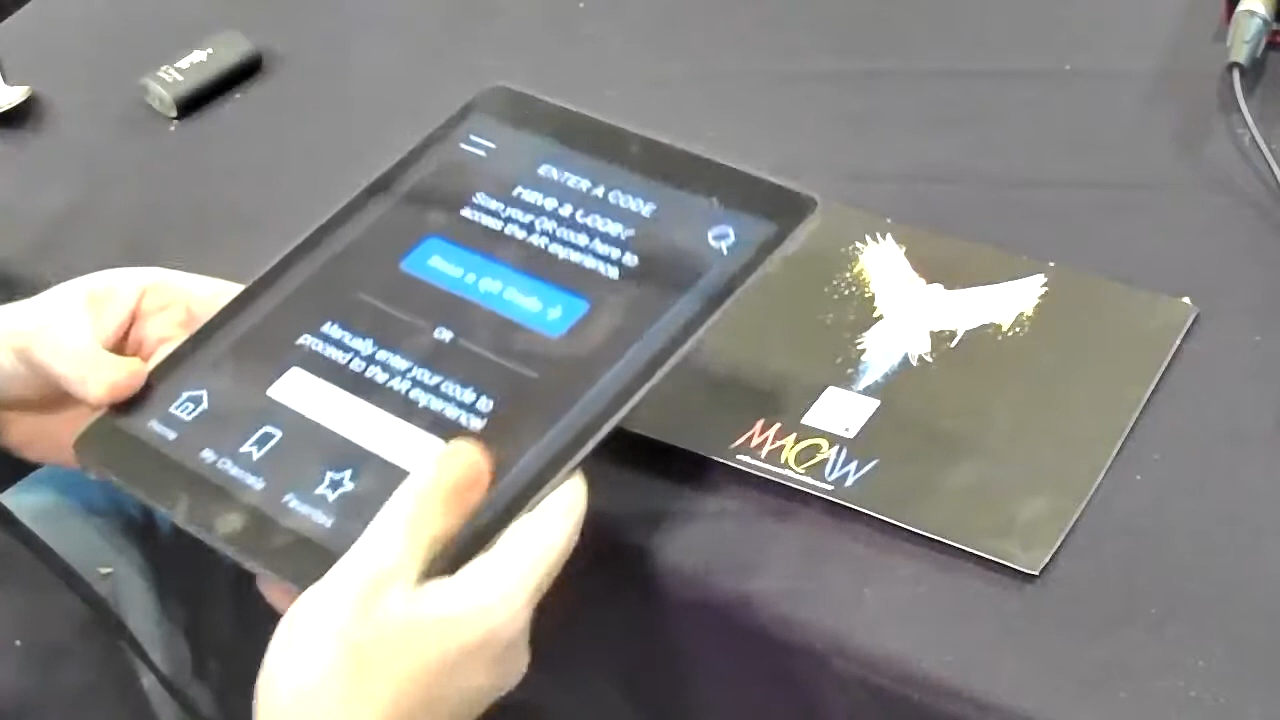 ENTER A CODE
Have a Code?
Scan your QR code here to
access the AR experience.
Scan a QR Code
OR
Manually enter your code to
proceed to the AR experience!
Home
My Channels
Favorites
MACAW